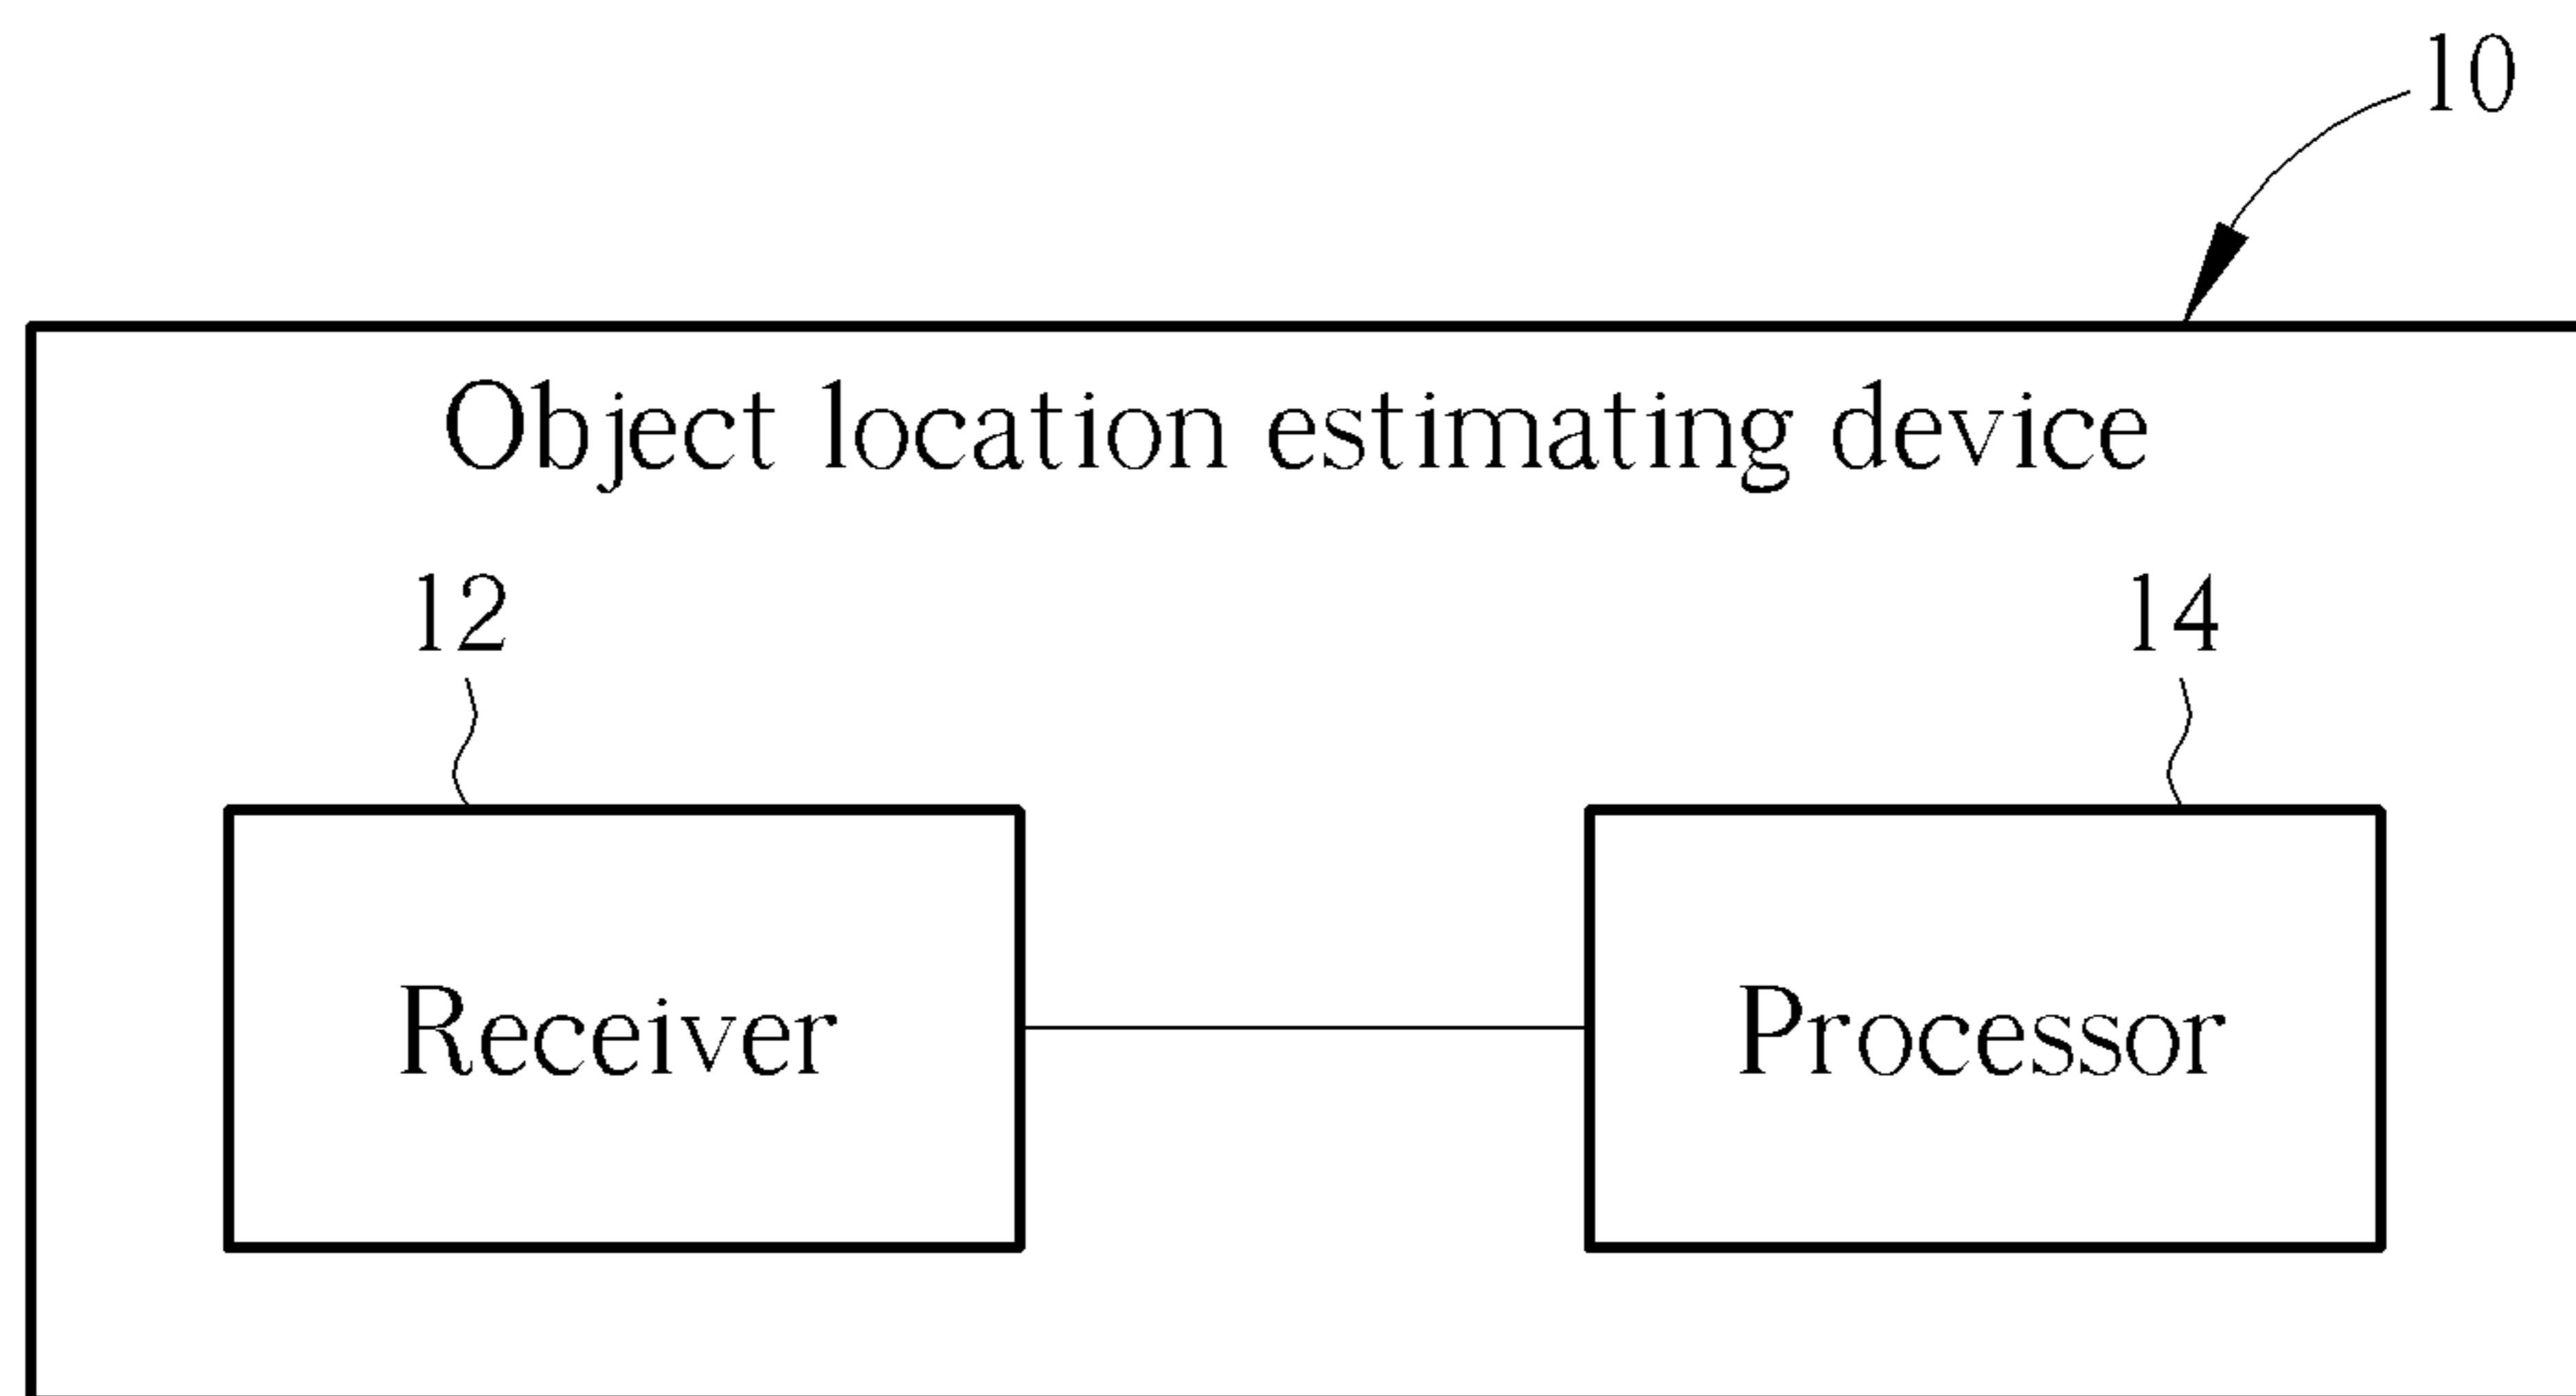 10
Object location estimating device
12
14
Receiver
Processor